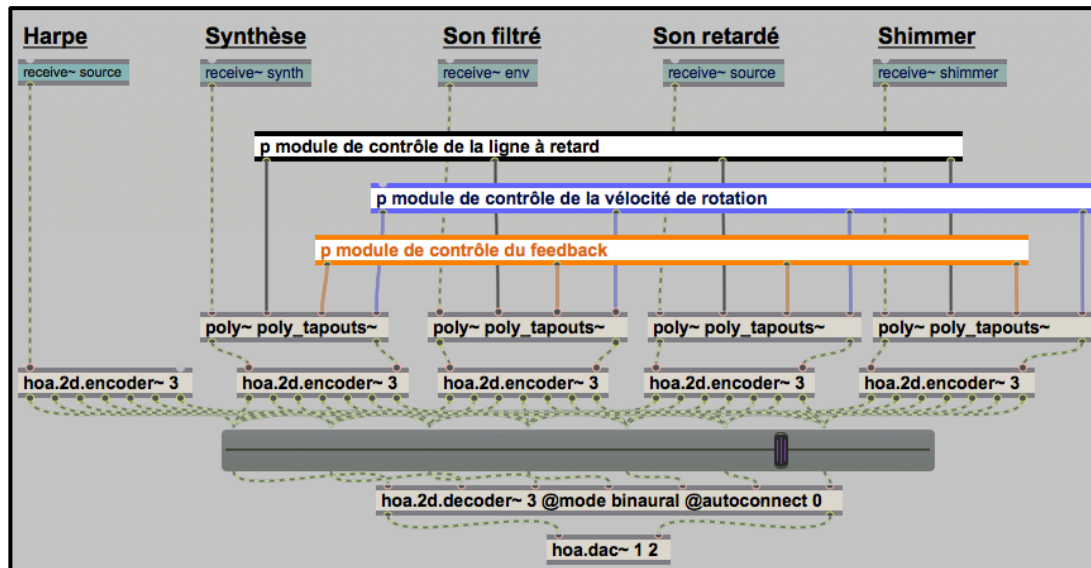 Harpe
Synthèse
Son filtré
Son retardé
Shimmer
receive~ source
receive~ synth
receive~ env
receive~ source
receive~ shimmer
p module de contrôle de la ligne à retard
p module de contrôle de la vélocité de rotation
p module de contrôle du feedback
poly~ poly_tapouts~
poly~ poly_tapouts~
poly~ poly_tapouts~
poly~ poly_tapouts~
hoa.2d.encoder~ 3
hoa.2d.encoder~ 3
hoa.2d.encoder~ 3
hoa.2d.encoder~ 3
hoa.2d.encoder~ 3
hoa.2d.decoder~ 3 @mode binaural @autoconnect 0
hoa.dac~ 1 2